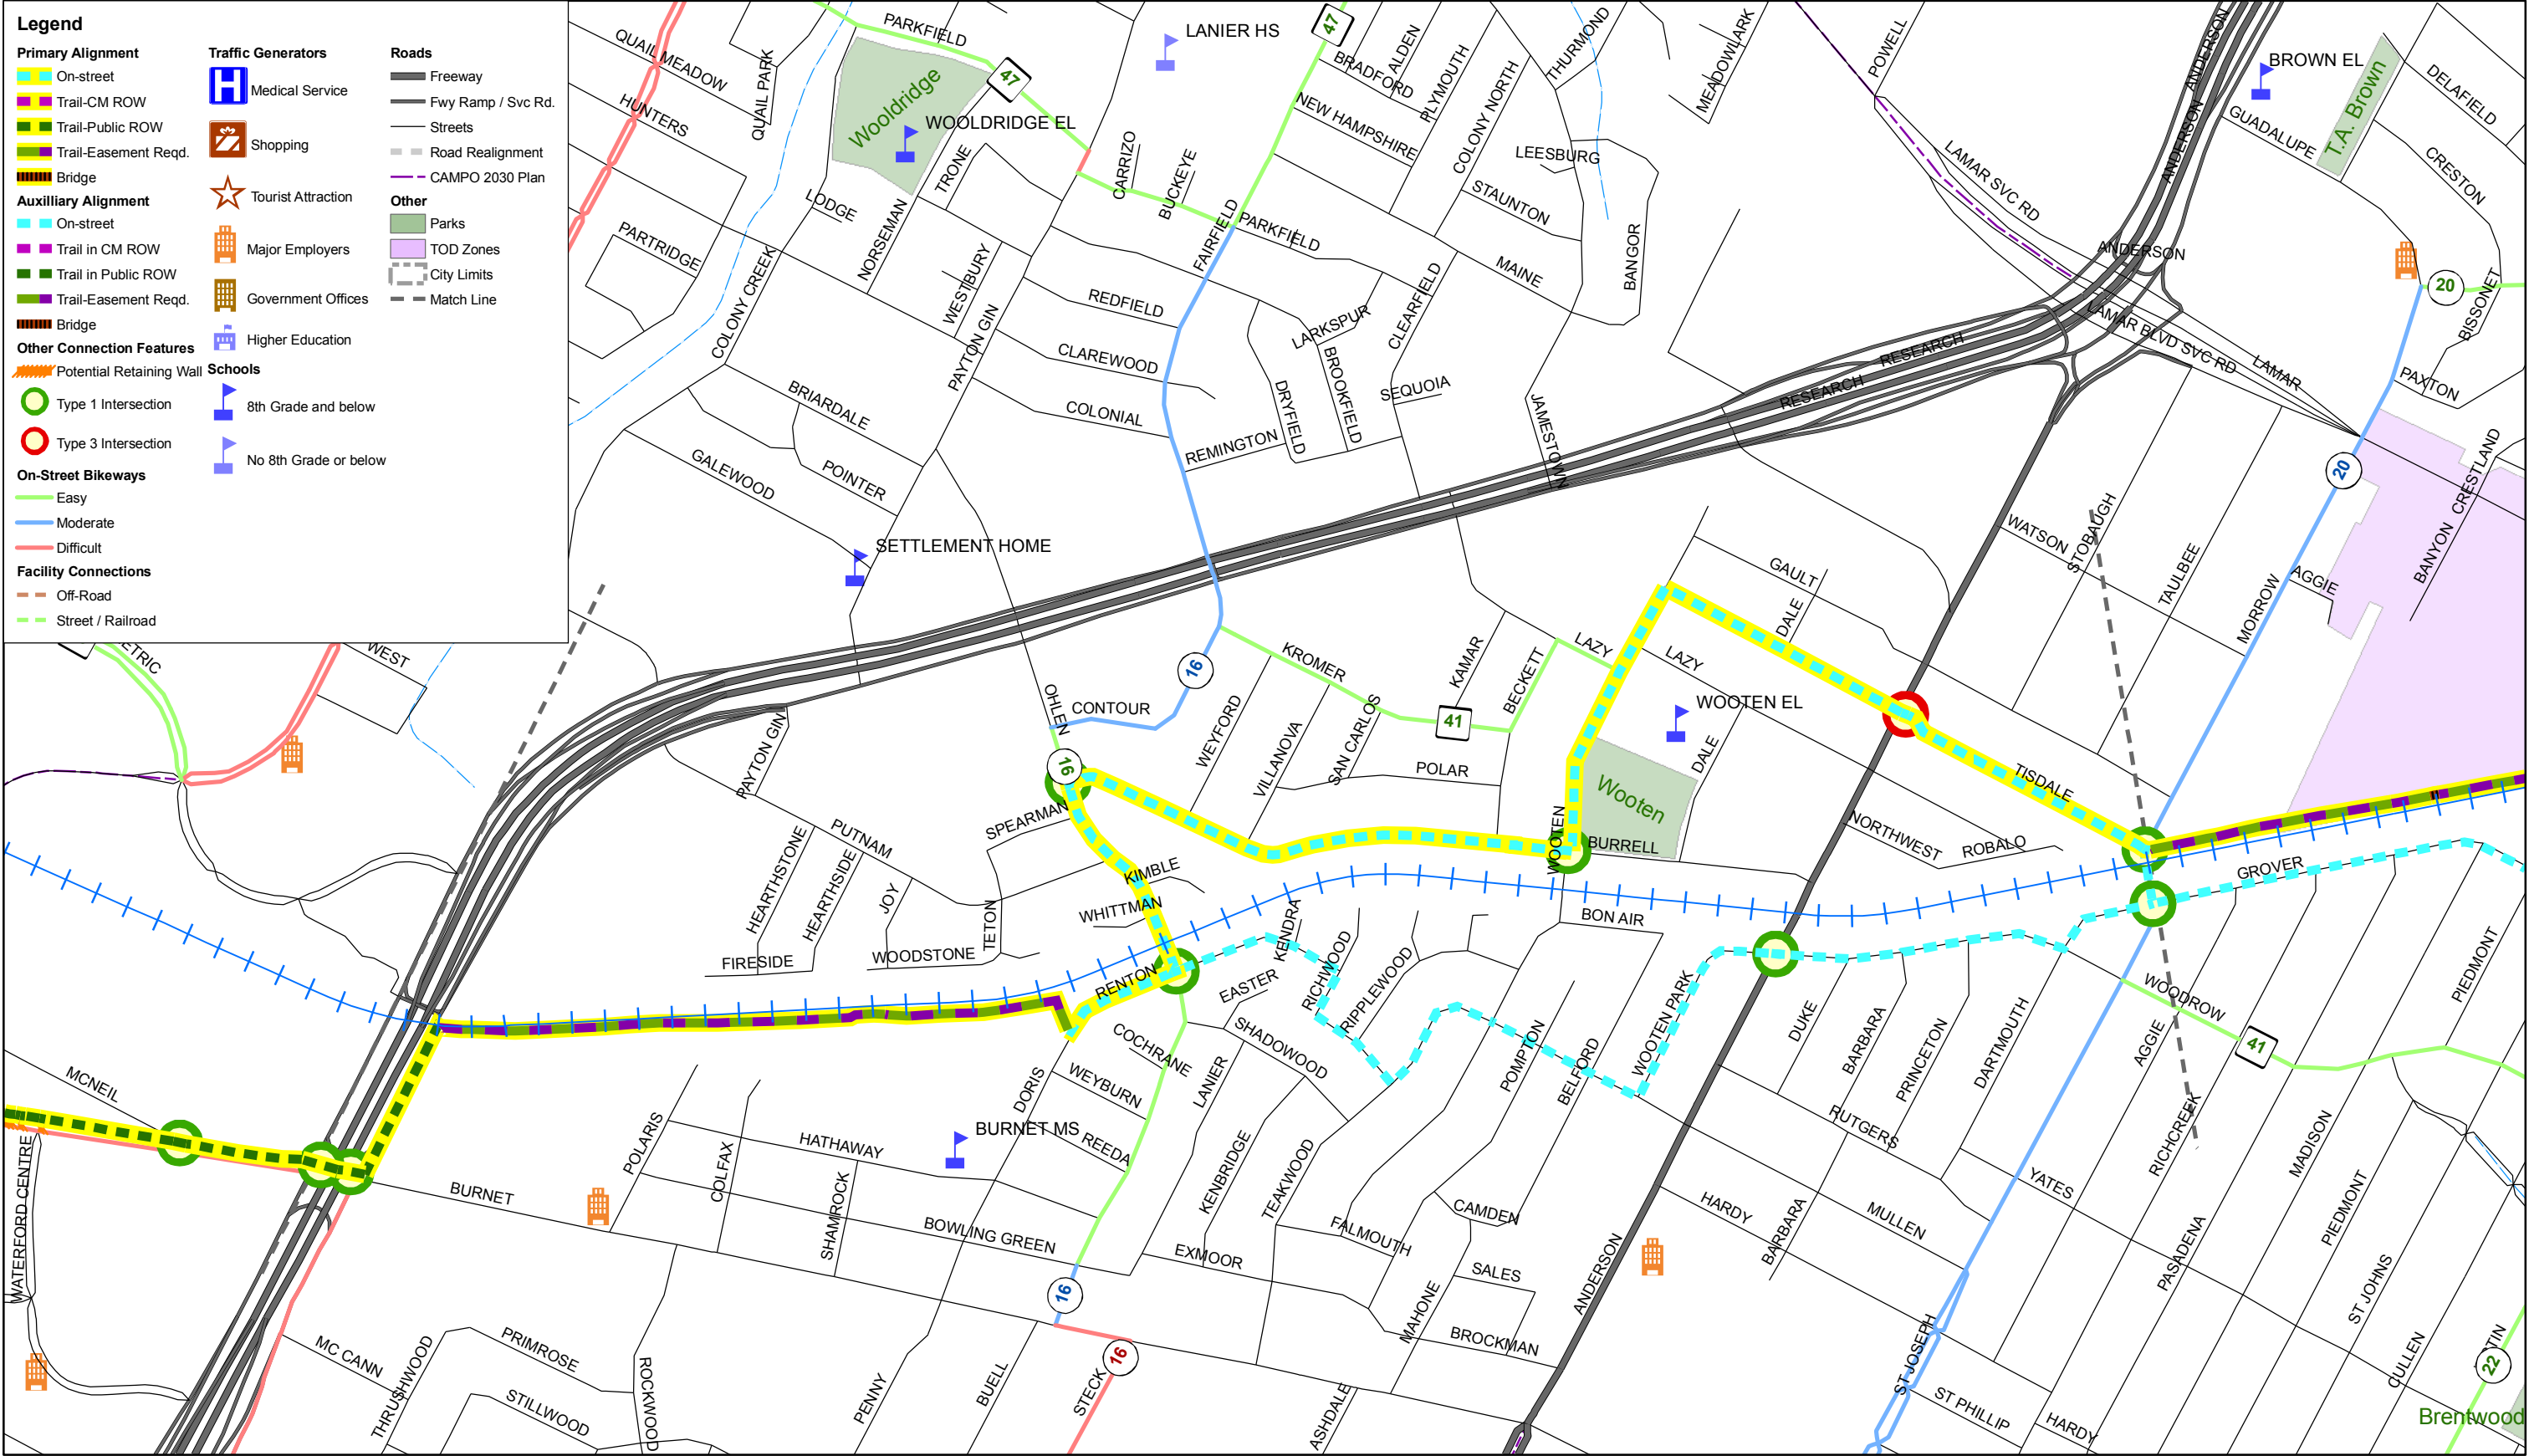 Legend
Primary Alignment
On-street
Trail-CM ROW
Trail-Public ROW
Trail-Easement Reqd.
Bridge
Auxilliary Alignment
On-street
Trail in CM ROW
Trail in Public ROW
Trail-Easement Reqd.
Bridge
Other Connection Features
Potential Retaining Wall
Type 1 Intersection
Type 3 Intersection
On-Street Bikeways
Easy
Moderate
Difficult
Facility Connections
Off-Road
Street / Railroad
Traffic Generators
Medical Service
Shopping
Tourist Attraction
Major Employers
Government Offices
Higher Education
Schools
8th Grade and below
No 8th Grade or below
Roads
Freeway
Fwy Ramp / Svc Rd.
Streets
Road Realignment
CAMPO 2030 Plan
Other
Parks
TOD Zones
City Limits
Match Line
QUAIL MEADOW
HUNTERS
QUAIL PARK
PARTRIDGE
PARKFIELD
47
Wooldridge
WOOLDRIDGE EL
LANIER HS
47
LODGE
NORSEMAN
TRONE
COLONY CREEK
WESTBURY
PAYTON GIN
CARRIZO
BUCKEYE
FAIRFIELD
PARKFIELD
BRADFORD
ALDEN
PLYMOUTH
NEW HAMPSHIRE
COLONY NORTH
THURMOND
MEADOWLARK
LEESBURG
STAUNTON
BANGOR
MAINE
POWELL
LAMAR SVC RD
ANDERSON
ANDERSON
ANDERSON
BROWN EL
GUADALUPE
T.A. Brown
DELAFIELD
CRESTON
20
BISSONET
PAXTON
LAMAR BLVD SVC RD
LAMAR
20
REDFIELD
CLAREWOOD
COLONIAL
LARKSPUR
CLEARFIELD
BROOKFIELD
DRYFIELD
SEQUOIA
REMINGTON
JAMESTOWN
RESEARCH
RESEARCH
BRIARDALE
POINTER
GALEWOOD
SETTLEMENT HOME
WATSON
STOBAUGH
TAULBEE
MORROW
AGGIE
BANYON
CRESTLAND
GAULT
DALE
LAZY
LAZY
KAMAR
BECKETT
KROMER
16
CONTOUR
OHLEN
16
WEYFORD
VILLANOVA
SAN CARLOS
41
POLAR
WOOTEN EL
Wooten
DALE
WOOTEN
BURRELL
TISDALE
NORTHWEST
ROBALO
GROVER
ETRIC
WEST
PAYTON GIN
SPEARMAN
PUTNAM
HEARTHSTONE
HEARTHSIDE
JOY
KIMBLE
WHITTMAN
TETON
WOODSTONE
FIRESIDE
RENTON
KENDRA
EASTER
RICHWOOD
RIPPLEWOOD
BON AIR
WOOTEN PARK
SHADOWOOD
COCHRANE
LANIER
WEYBURN
DORIS
REEDA
BURNET MS
POMPTON
BELFORD
DUKE
BARBARA
PRINCETON
DARTMOUTH
WOODROW
41
AGGIE
PIEDMONT
MCNEIL
WATERFORD CENTRE
BURNET
POLARIS
COLFAX
HATHAWAY
SHAMROCK
BOWLING GREEN
KENBRIDGE
TEAKWOOD
FALMOUTH
CAMDEN
EXMOOR
SALES
MAHONE
BROCKMAN
ANDERSON
RUTGERS
HARDY
BARBARA
MULLEN
YATES
RICHCREEK
MADISON
PIEDMONT
PASADENA
ST JOHNS
CULLEN
22
Brentwood
ST JOSEPH
ST PHILLIP
HARDY
16
16
STECK
MC CANN
THRUSHWOOD
PRIMROSE
STILLWOOD
ROCKWOOD
PENNY
BUELL
ASHDALE